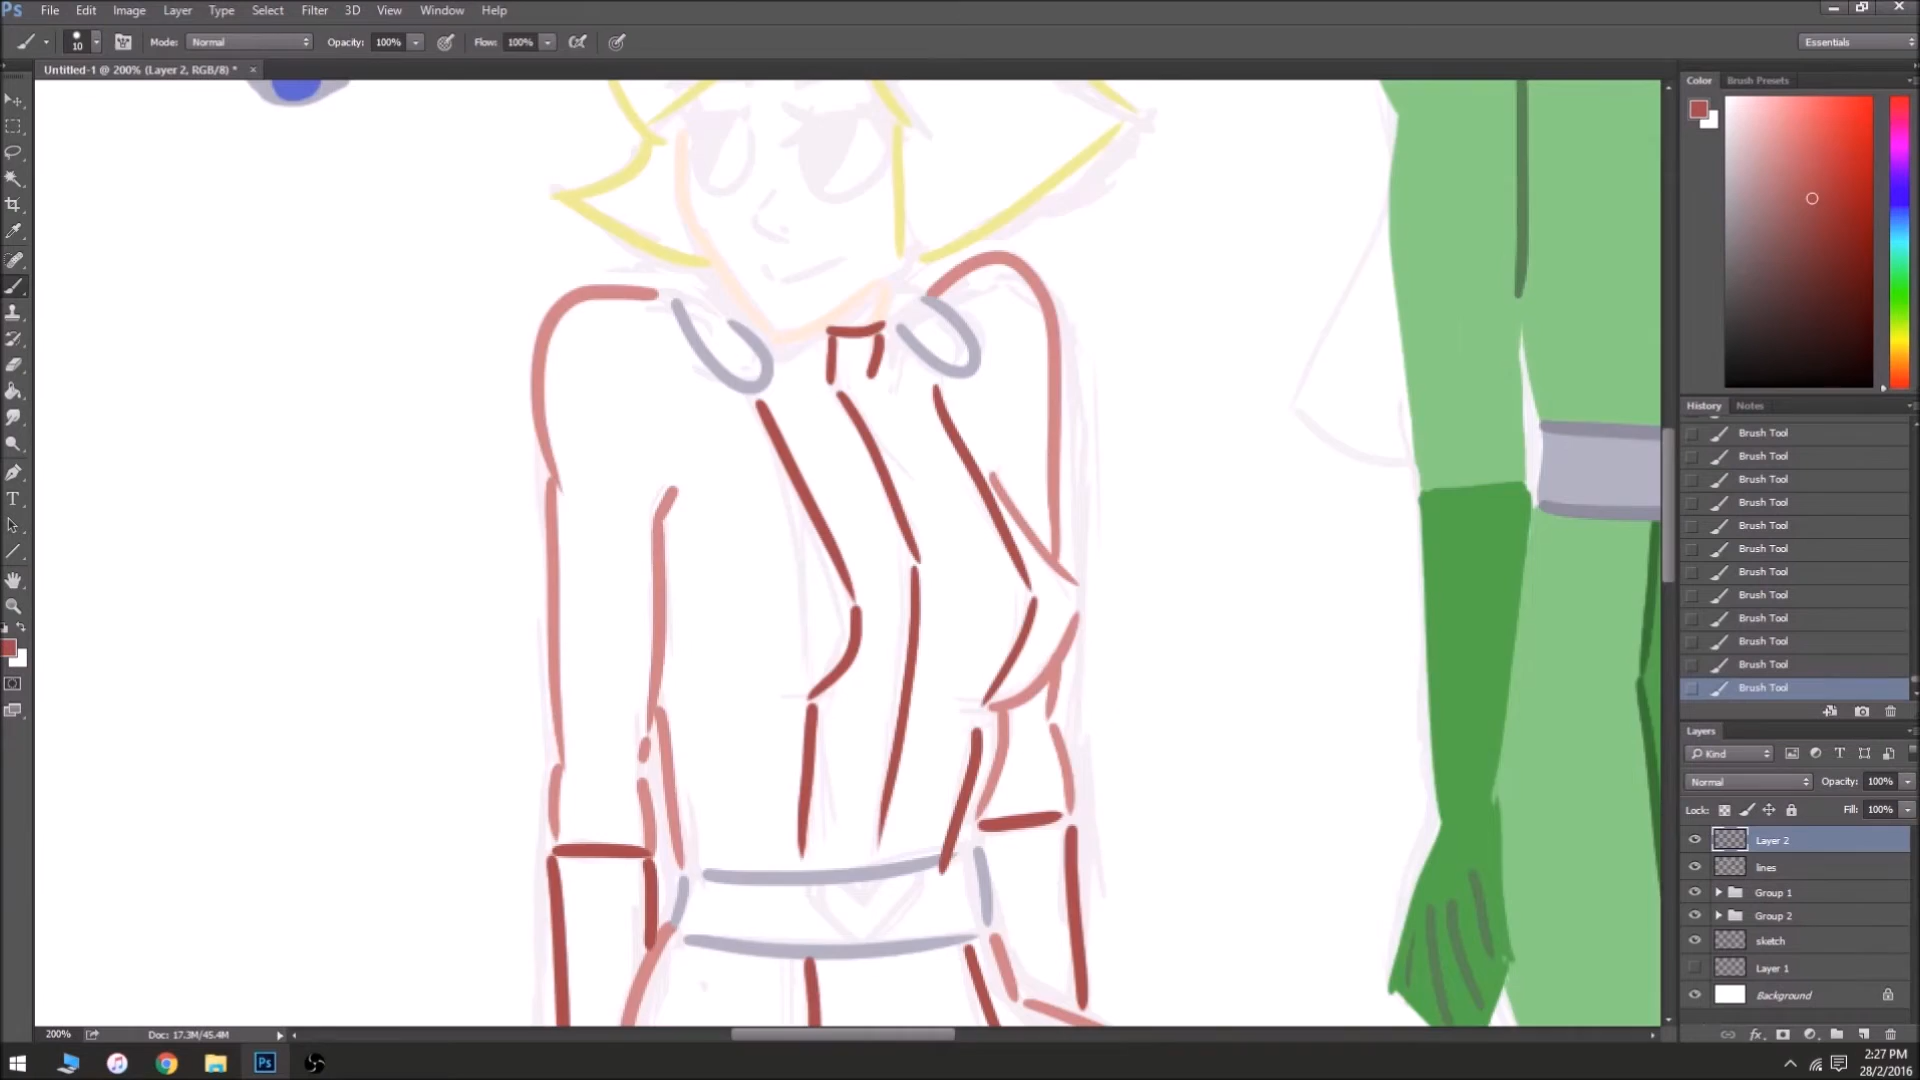 Ps File Edit Image Layer Type Select Filter 3D View Window Help
10 Mode: Normal Opacity: 100% Flow: 100% Essentials
Untitled-1 @ 200% (Layer 2, RGB/8) * ×
Color Brush Presets
History Notes
Brush Tool
Brush Tool
Brush Tool
Brush Tool
Brush Tool
Brush Tool
Brush Tool
Brush Tool
Brush Tool
Brush Tool
Brush Tool
Brush Tool
Layers
Kind
Normal Opacity: 100%
Lock: Fill: 100%
Layer 2
lines
Group 1
Group 2
sketch
Layer 1
Background
200% Doc: 17.3M/45.4M
Ps
2:27 PM
28/2/2016